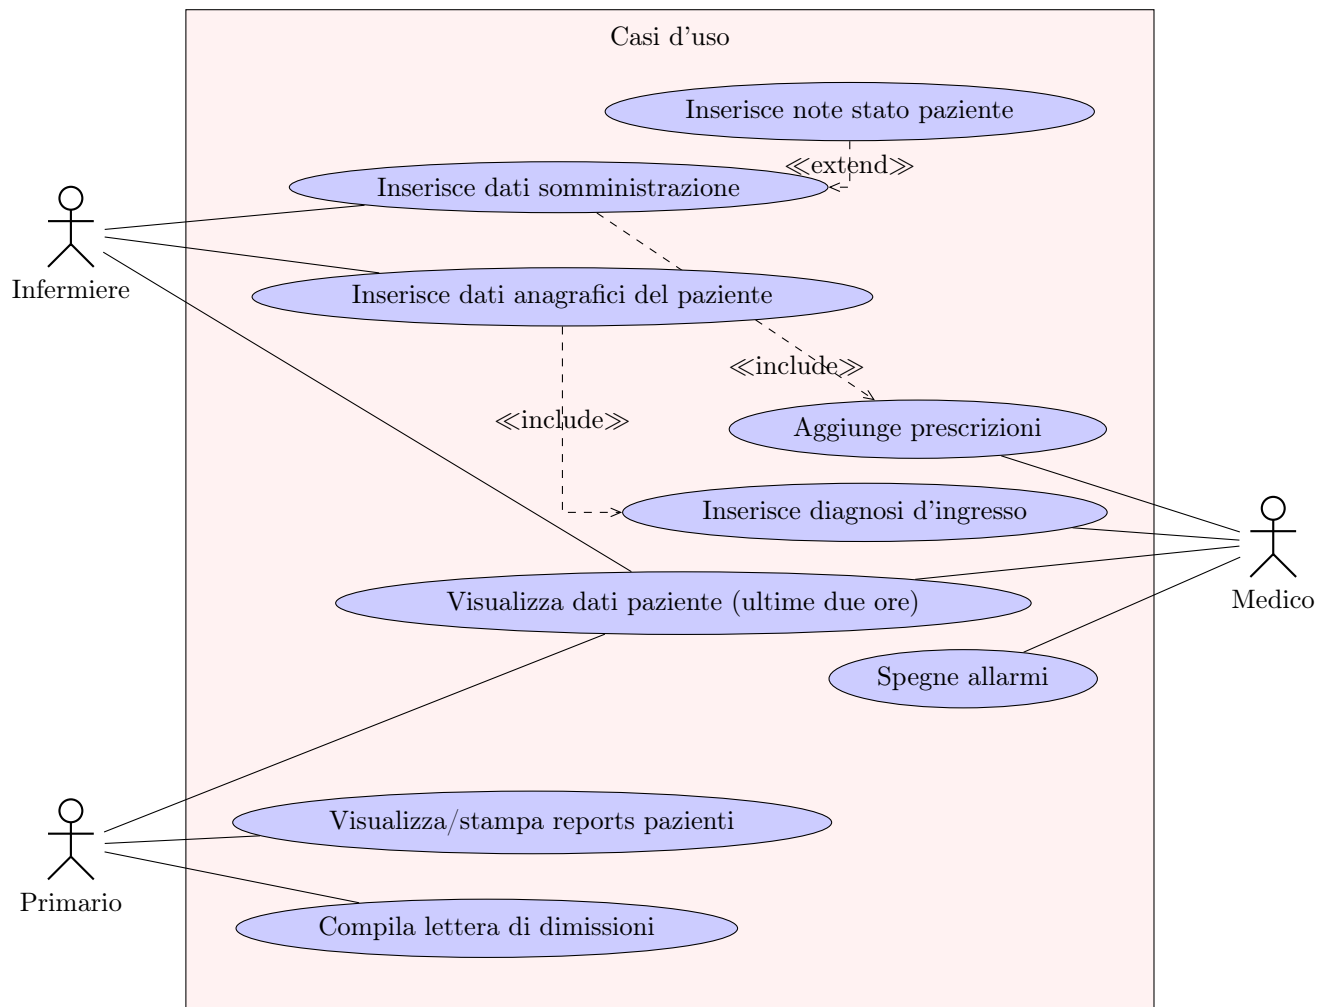 Casi d'uso
Inserisce note stato paziente
≪extend≫
Inserisce dati somministrazione
Infermiere
Inserisce dati anagrafici del paziente
≪include≫
≪include≫
Aggiunge prescrizioni
Inserisce diagnosi d'ingresso
Medico
Visualizza dati paziente (ultime due ore)
Spegne allarmi
Visualizza/stampa reports pazienti
Primario
Compila lettera di dimissioni